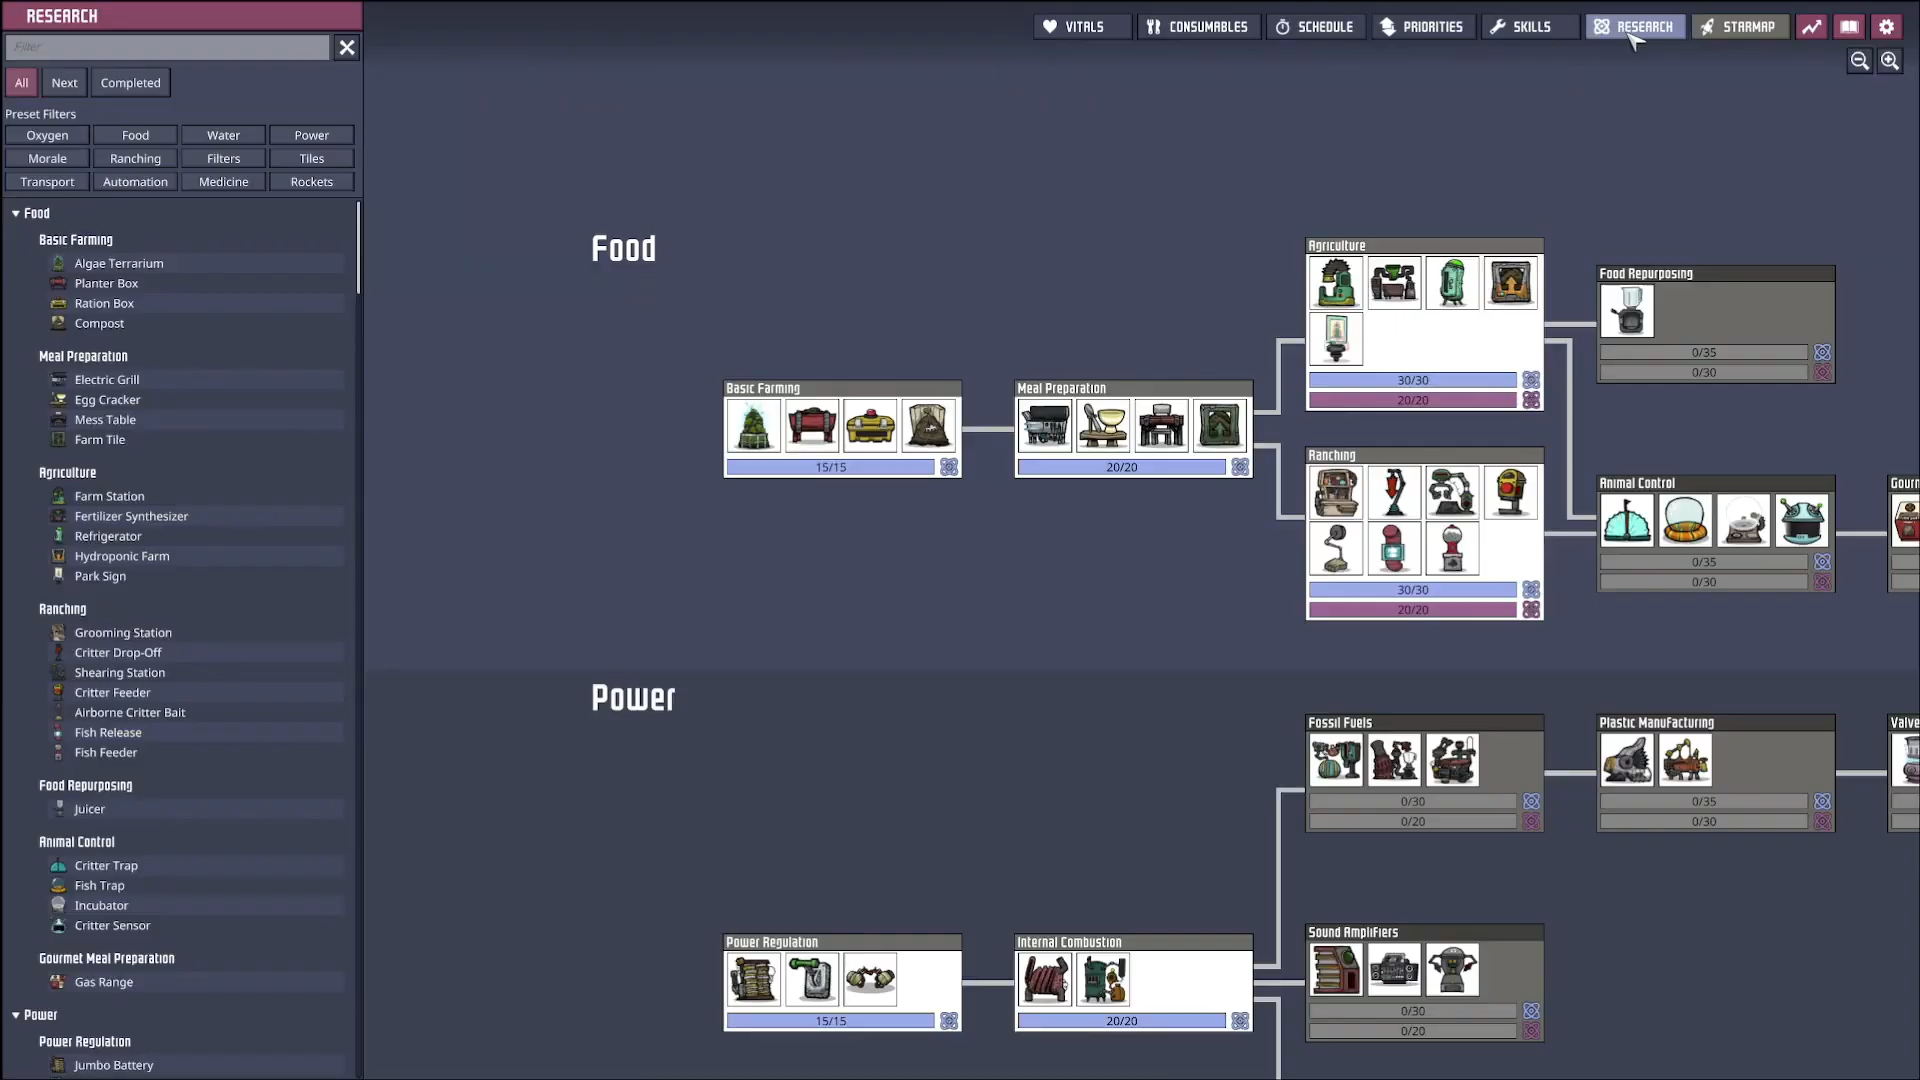 RESEARCH
VITALS
CONSUMABLES
SCHEDULE
PRIORITIES
SKILLS
RESEARCH
STARMAP
Filter
All
Next
Completed
Preset Filters
Oxygen
Food
Water
Power
Morale
Ranching
Filters
Tiles
Transport
Automation
Medicine
Rockets
Food
Basic Farming
Algae Terrarium
Planter Box
Ration Box
Compost
Meal Preparation
Electric Grill
Egg Cracker
Mess Table
Farm Tile
Agriculture
Farm Station
Fertilizer Synthesizer
Refrigerator
Hydroponic Farm
Park Sign
Ranching
Grooming Station
Critter Drop-Off
Shearing Station
Critter Feeder
Airborne Critter Bait
Fish Release
Fish Feeder
Food Repurposing
Juicer
Animal Control
Critter Trap
Fish Trap
Incubator
Critter Sensor
Gourmet Meal Preparation
Gas Range
Power
Power Regulation
Jumbo Battery
Food
Basic Farming
15/15
Meal Preparation
20/20
Agriculture
30/30
20/20
Ranching
30/30
20/20
Food Repurposing
0/35
0/30
Animal Control
0/35
0/30
Gourm
Power
Power Regulation
15/15
Internal Combustion
20/20
Fossil Fuels
0/30
0/20
Plastic Manufacturing
0/35
0/30
Valve
Sound Amplifiers
0/30
0/20